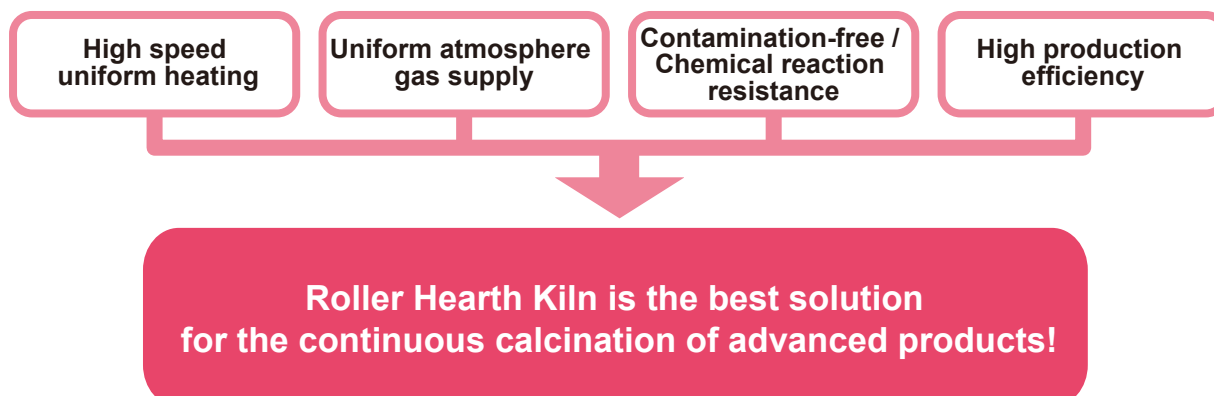 High speed
uniform heating
Uniform atmosphere
gas supply
Contamination-free /
Chemical reaction
resistance
High production
efficiency
Roller Hearth Kiln is the best solution
for the continuous calcination of advanced products!